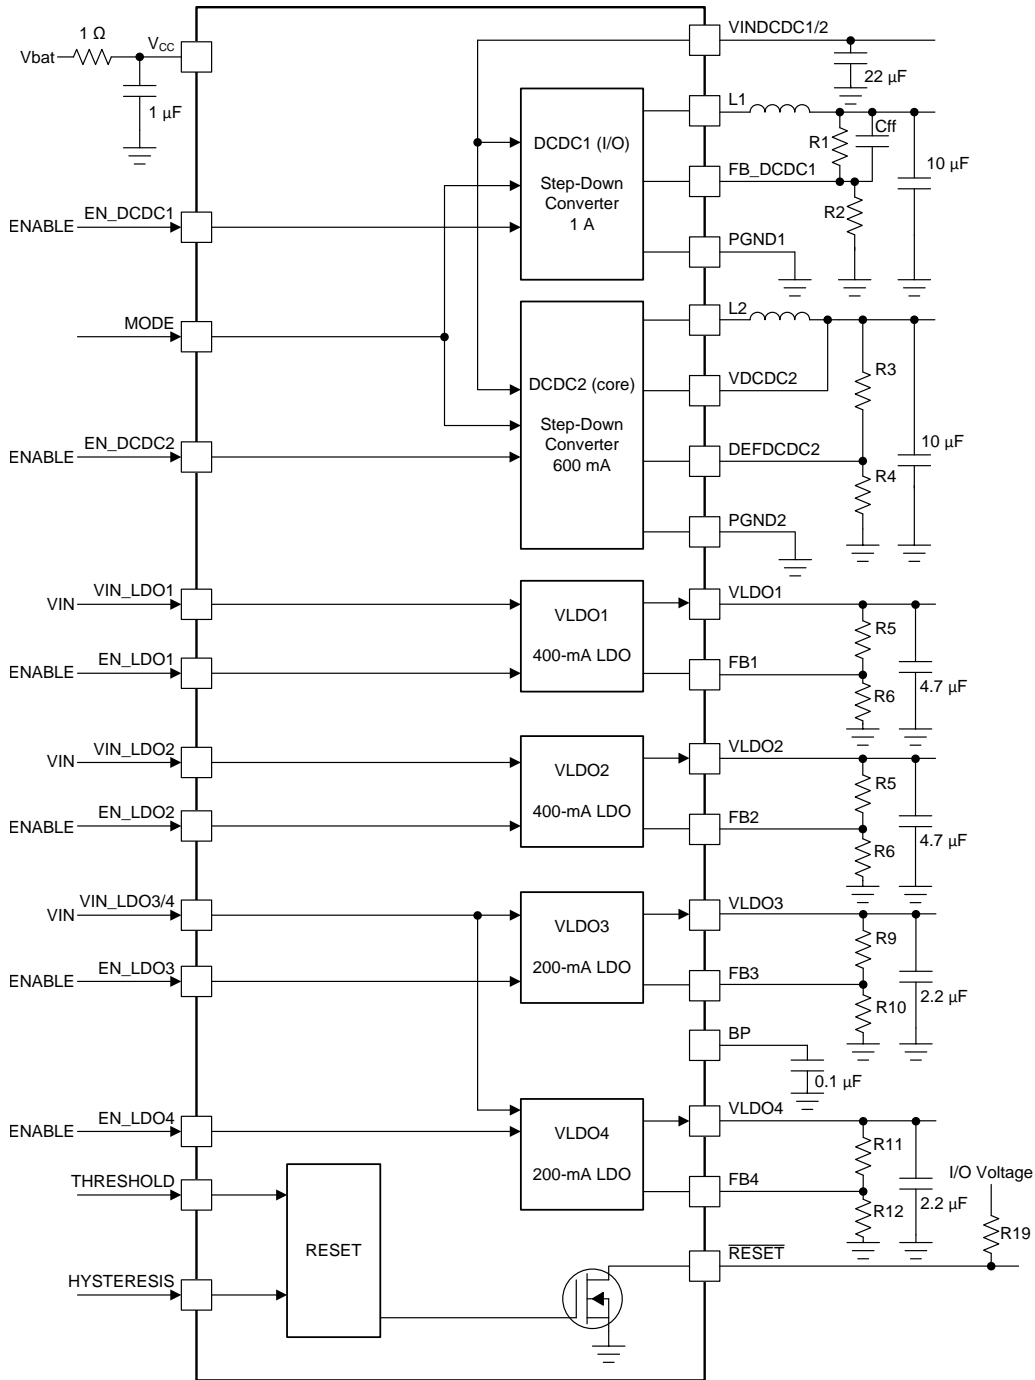 1 Ω
Vbat
VCC
1 µF
VINDCDC1/2
22 µF
L1
DCDC1 (I/O)
Step-Down
Converter
1 A
R1
Cff
FB_DCDC1
10 µF
R2
ENABLE
EN_DCDC1
PGND1
MODE
L2
DCDC2 (core)
Step-Down
Converter
600 mA
VDCDC2
R3
ENABLE
EN_DCDC2
DEFDCDC2
10 µF
R4
PGND2
VIN
VIN_LDO1
VLDO1
400-mA LDO
VLDO1
R5
ENABLE
EN_LDO1
FB1
R6
4.7 µF
VIN
VIN_LDO2
VLDO2
400-mA LDO
VLDO2
R5
ENABLE
EN_LDO2
FB2
R6
4.7 µF
VIN
VIN_LDO3/4
VLDO3
200-mA LDO
VLDO3
R9
ENABLE
EN_LDO3
FB3
R10
2.2 µF
BP
0.1 µF
ENABLE
EN_LDO4
VLDO4
200-mA LDO
VLDO4
R11
FB4
R12
2.2 µF
THRESHOLD
HYSTERESIS
RESET
RESET
I/O Voltage
R19